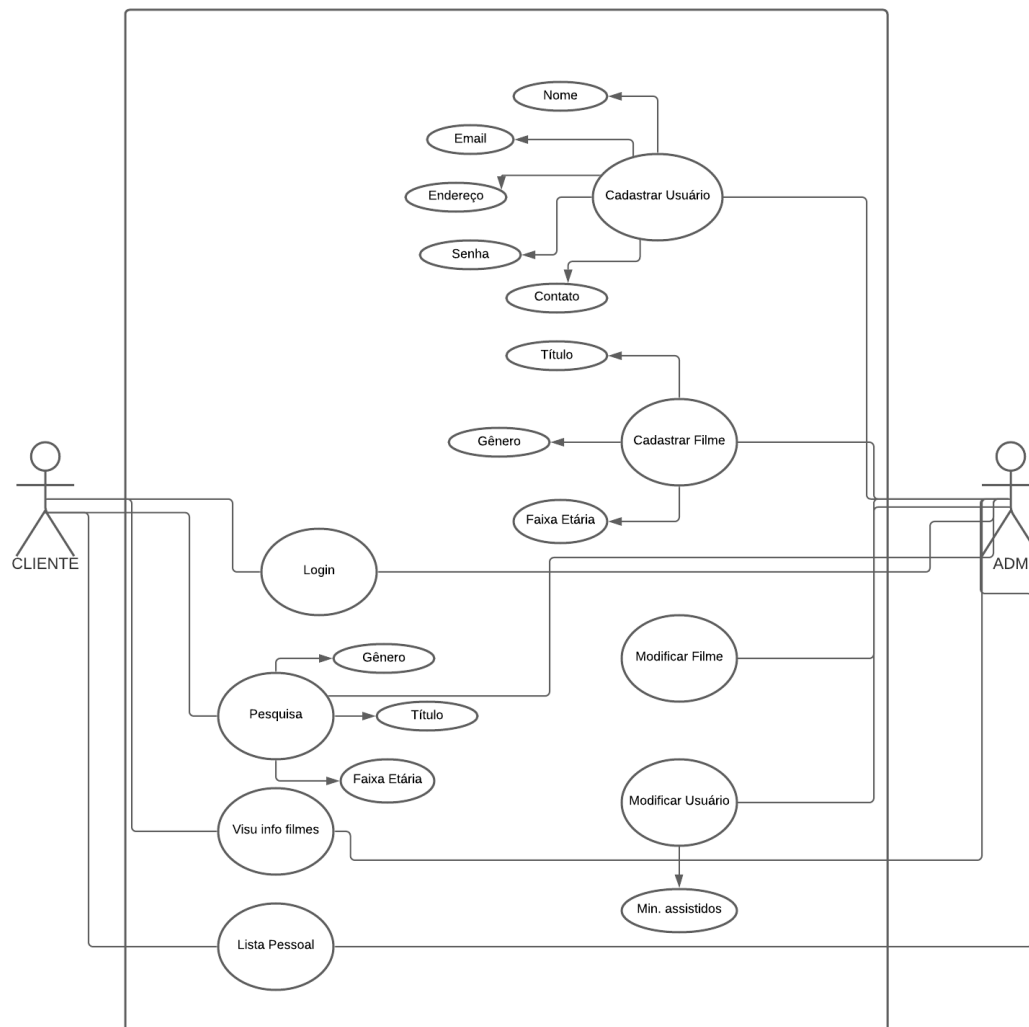 Nome
Email
Cadastrar Usuário
Endereço
Senha
Contato
Título
Cadastrar Filme
Gênero
Faixa Etária
CLIENTE
ADM
Login
Gênero
Modificar Filme
Pesquisa
Título
Faixa Etária
Modificar Usuário
Visu info filmes
Min. assistidos
Lista Pessoal